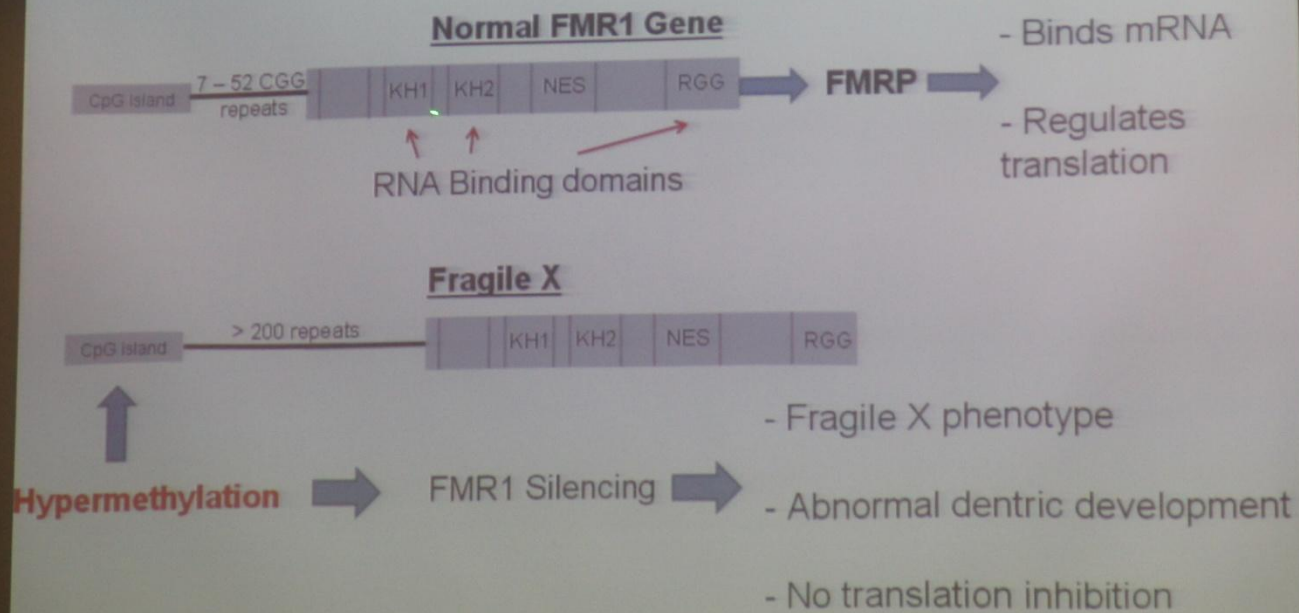 Normal FMR1 Gene
CpG island
7 – 52 CGG
repeats
KH1
KH2
NES
RGG
FMRP
- Binds mRNA
- Regulates
translation
RNA Binding domains
Fragile X
CpG island
> 200 repeats
KH1
KH2
NES
RGG
Hypermethylation
FMR1 Silencing
- Fragile X phenotype
- Abnormal dentric development
- No translation inhibition